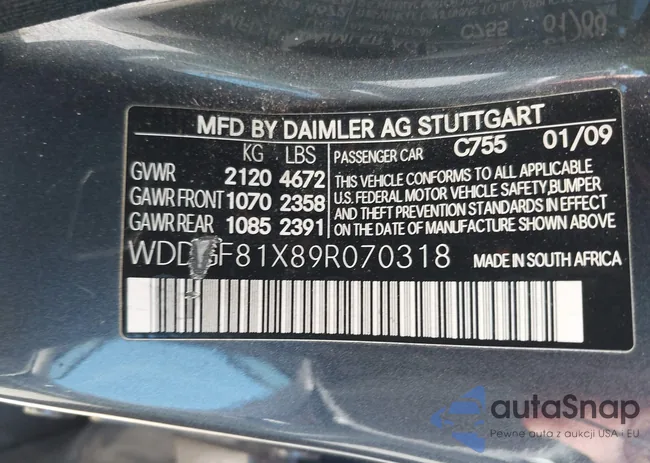 MFD BY DAIMLER AG STUTTGART
KG LBS PASSENGER CAR C755 01/09
GVWR 2120 4672
GAWR FRONT 1070 2358
GAWR REAR 1085 2391
THIS VEHICLE CONFORMS TO ALL APPLICABLE
U.S. FEDERAL MOTOR VEHICLE SAFETY,BUMPER
AND THEFT PREVENTION STANDARDS IN EFFECT
ON THE DATE OF MANUFACTURE SHOWN ABOVE
WDDGF81X89R070318 MADE IN SOUTH AFRICA
autaSnap
Pewne auta z aukcji USA i EU